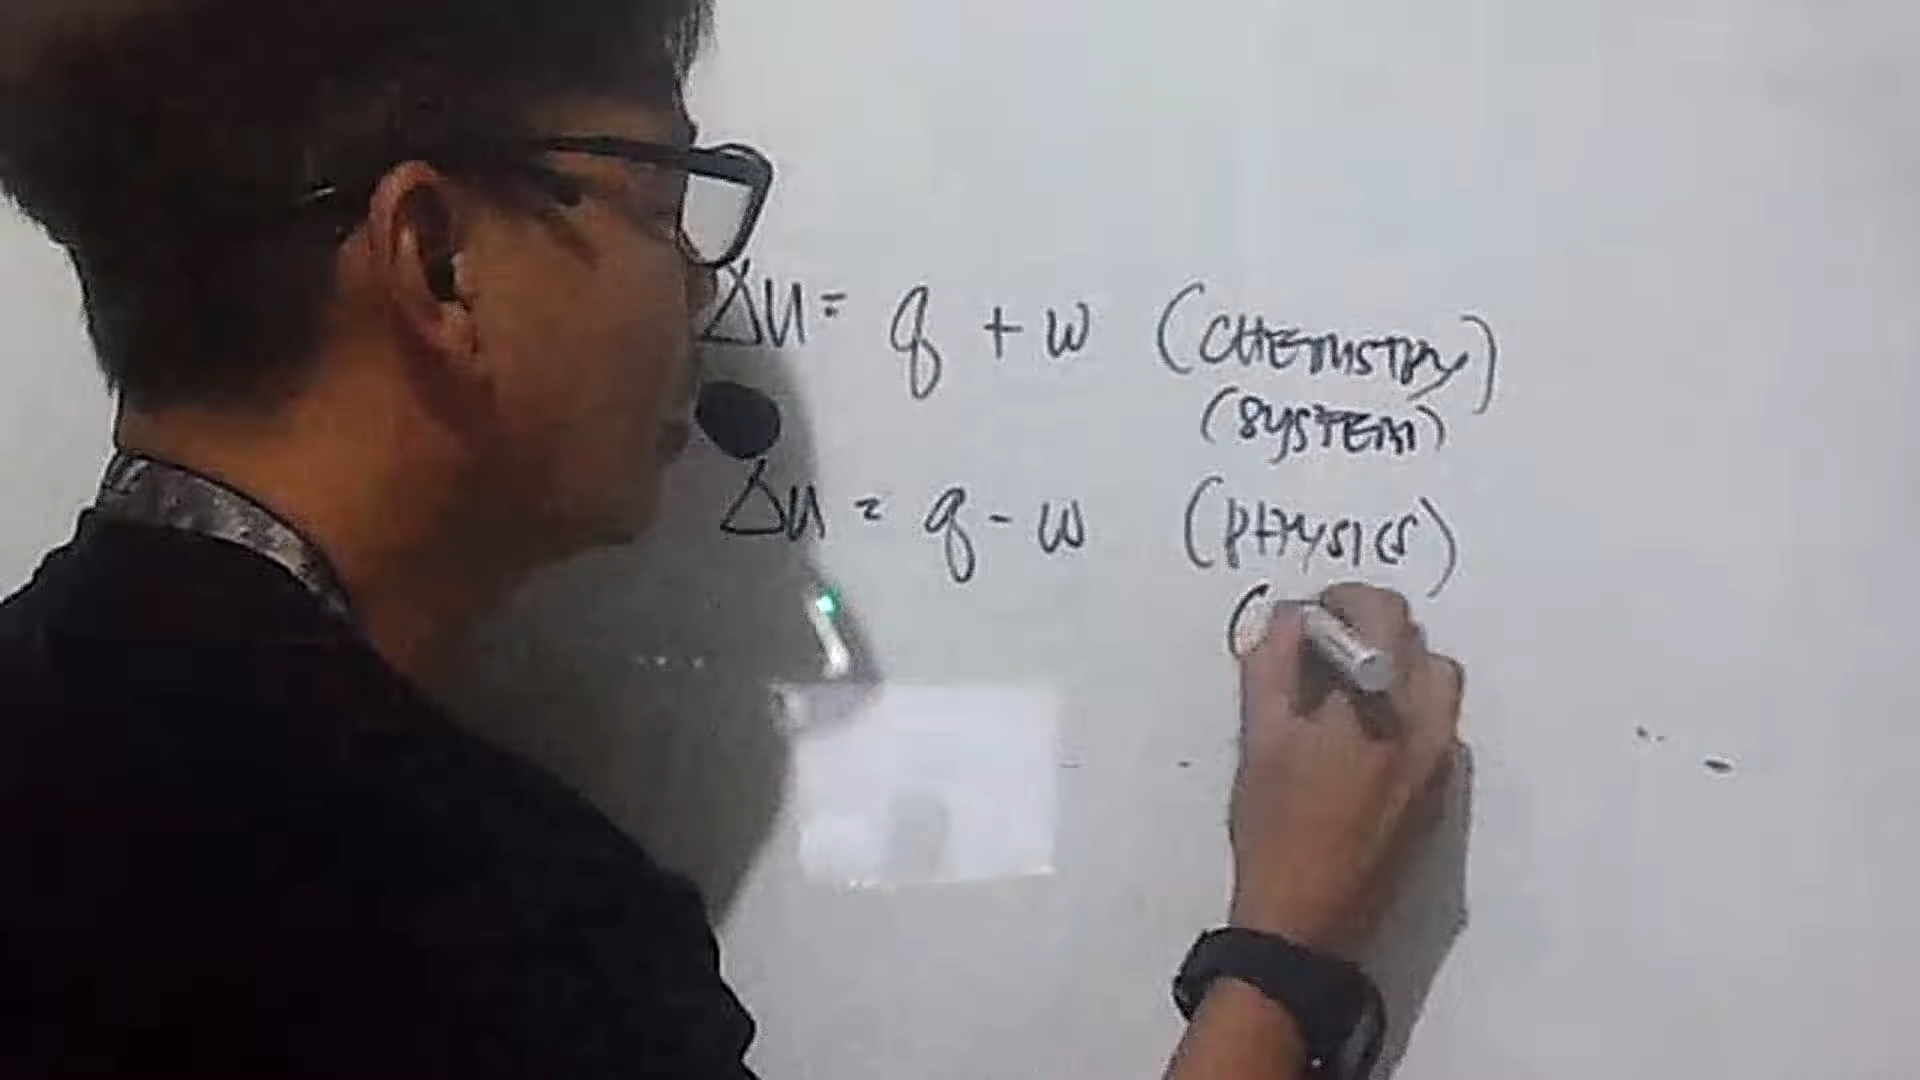 Δu = q + w (CHEMISTRY)
(SYSTEM)
Δu = q - w (PHYSICS)
(